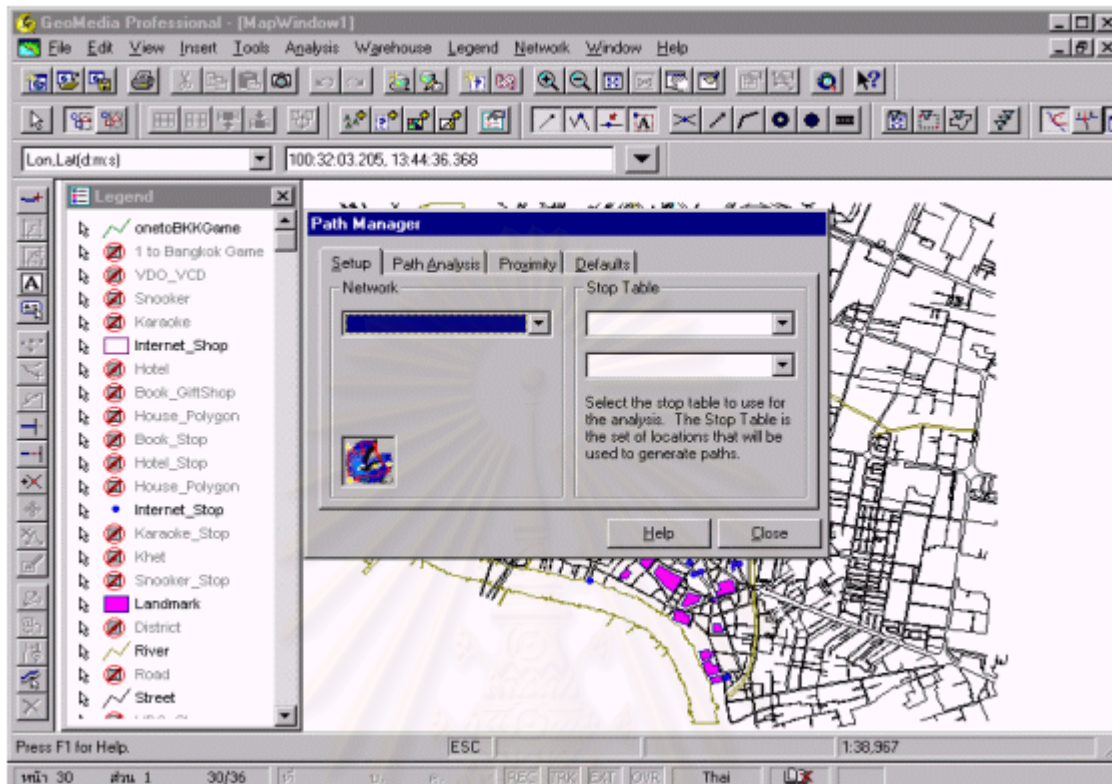 GeoMedia Professional - [MapWindow1]
File Edit View Insert Tools Analysis Warehouse Legend Network Window Help
Lon,Lat(d:m:s) 100:32:03.205, 13:44:36.368
Legend
onetoBKKGame
1 to Bangkok Game
VDO_VCD
Snooker
Karaoke
Internet_Shop
Hotel
Book_GiftShop
House_Polygon
Book_Stop
Hotel_Stop
House_Polygon
Internet_Stop
Karaoke_Stop
Khet
Snooker_Stop
Landmark
District
River
Road
Street
Path Manager
Setup Path Analysis Proximity Defaults
Network
Stop Table
Select the stop table to use for
the analysis. The Stop Table is
the set of locations that will be
used to generate paths.
Help Close
Press F1 for Help. ESC 1:38,967
หน้า 30 ส่วน 1 30/36 ที่ REC TRK EXT OVR Thai